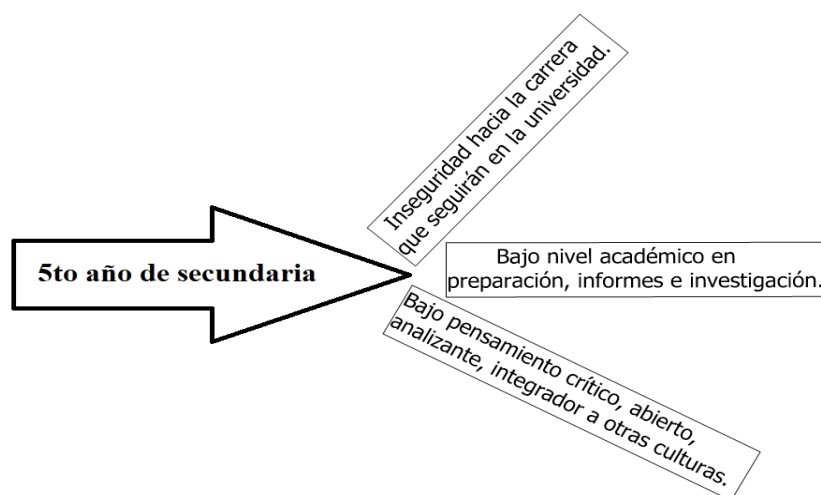 Inseguridad hacia la carrera
que seguirán en la universidad.
5to año de secundaria
Bajo nivel académico en
preparación, informes e investigación.
Bajo pensamiento crítico, abierto,
analizante, integrador a otras culturas.